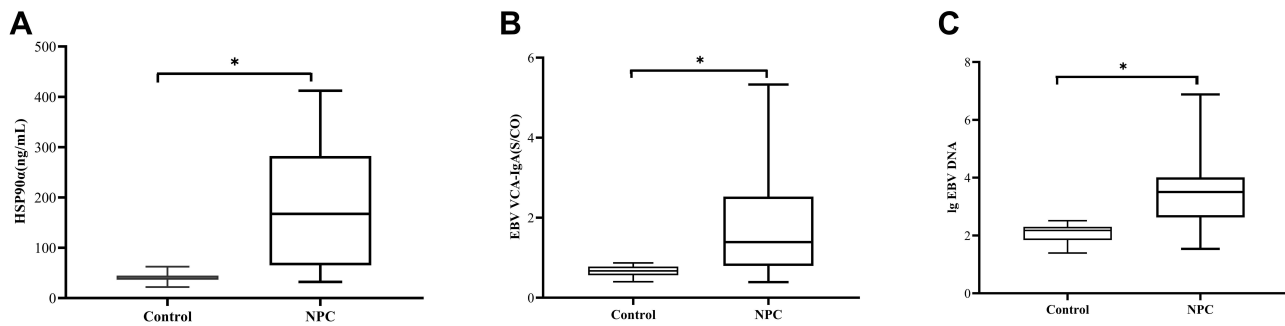 A
HSP90α(ng/mL)
500
400
300
200
100
0
*
Control
NPC
B
EBV VCA-IgA(S/CO)
6
4
2
0
*
Control
NPC
C
lg EBV DNA
8
6
4
2
0
*
Control
NPC